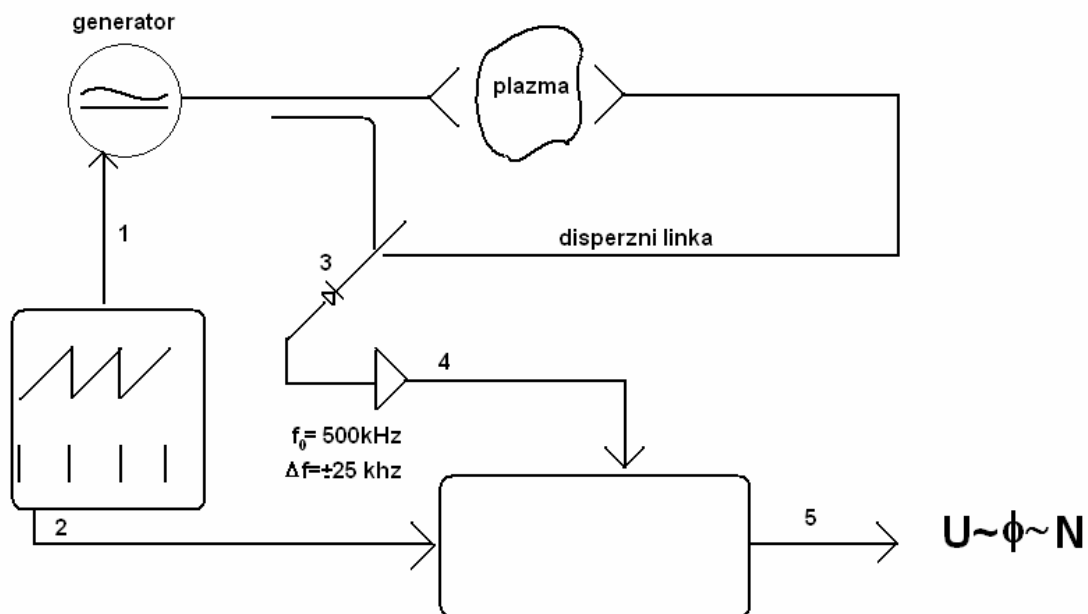 generator
plazma
1
disperzni linka
3
4
f₀= 500kHz
Δf=±25 khz
2
5
U~ϕ~N